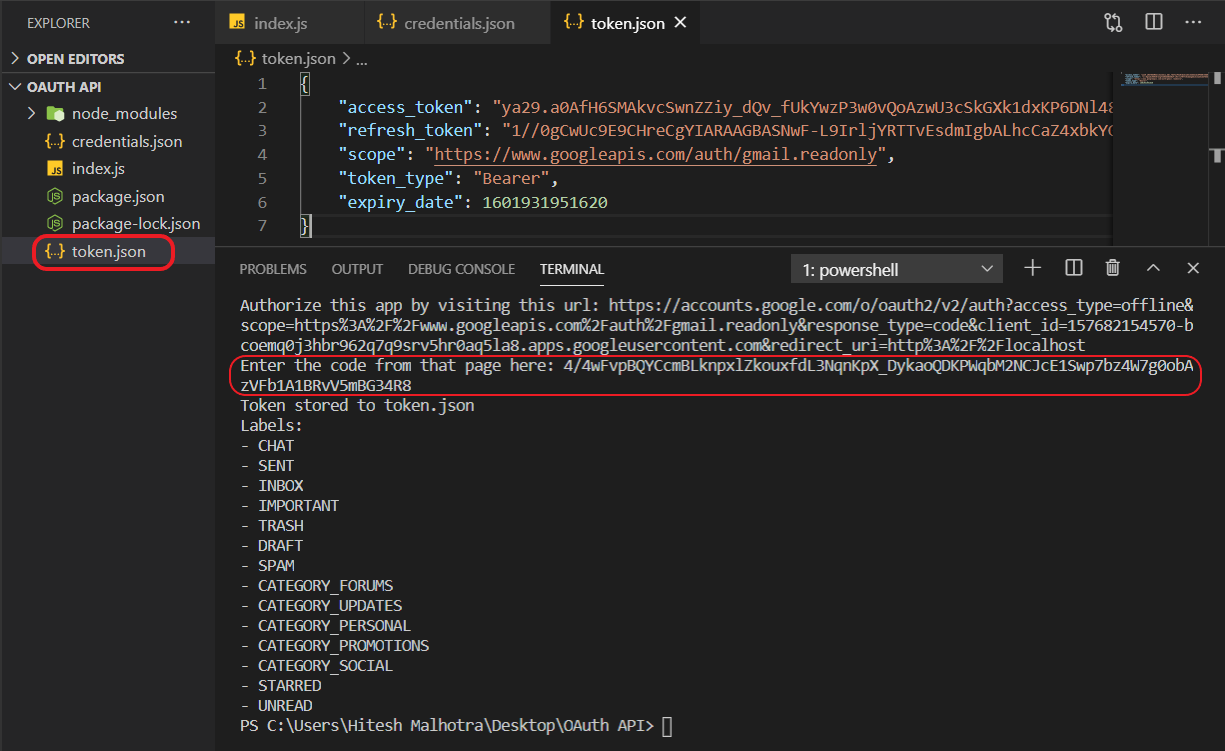 EXPLORER ...
JS index.js {..} credentials.json {..} token.json ×
> OPEN EDITORS
OAUTH API
node_modules
{..} credentials.json
JS index.js
package.json
package-lock.json
{..} token.json
{..} token.json > ...
1 {
2 "access_token": "ya29.a0AfH6SMAkvcSwnZZiy_dQv_fUkYwzP3w0vQoAzwU3cSkGXk1dxKP6DNl48
3 "refresh_token": "1//0gCwUc9E9CHreCgYIARAAGBASNwF-L9IrljYRTTvEsdmIgbALhcCaZ4xbkYC
4 "scope": "https://www.googleapis.com/auth/gmail.readonly",
5 "token_type": "Bearer",
6 "expiry_date": 1601931951620
7 }
PROBLEMS OUTPUT DEBUG CONSOLE TERMINAL 1: powershell
Authorize this app by visiting this url: https://accounts.google.com/o/oauth2/v2/auth?access_type=offline&
scope=https%3A%2F%2Fwww.googleapis.com%2Fauth%2Fgmail.readonly&response_type=code&client_id=157682154570-b
coemq0j3hbr962q7q9srv5hr0aq5la8.apps.googleusercontent.com&redirect_uri=http%3A%2F%2Flocalhost
Enter the code from that page here: 4/4wFvpBQYCcmBLknpxlZkouxfdL3NqnKpX_DykaoQDKPWqbM2NCJcE1Swp7bz4W7g0obA
zVFb1A1BRvV5mBG34R8
Token stored to token.json
Labels:
- CHAT
- SENT
- INBOX
- IMPORTANT
- TRASH
- DRAFT
- SPAM
- CATEGORY_FORUMS
- CATEGORY_UPDATES
- CATEGORY_PERSONAL
- CATEGORY_PROMOTIONS
- CATEGORY_SOCIAL
- STARRED
- UNREAD
PS C:\Users\Hitesh Malhotra\Desktop\OAuth API>